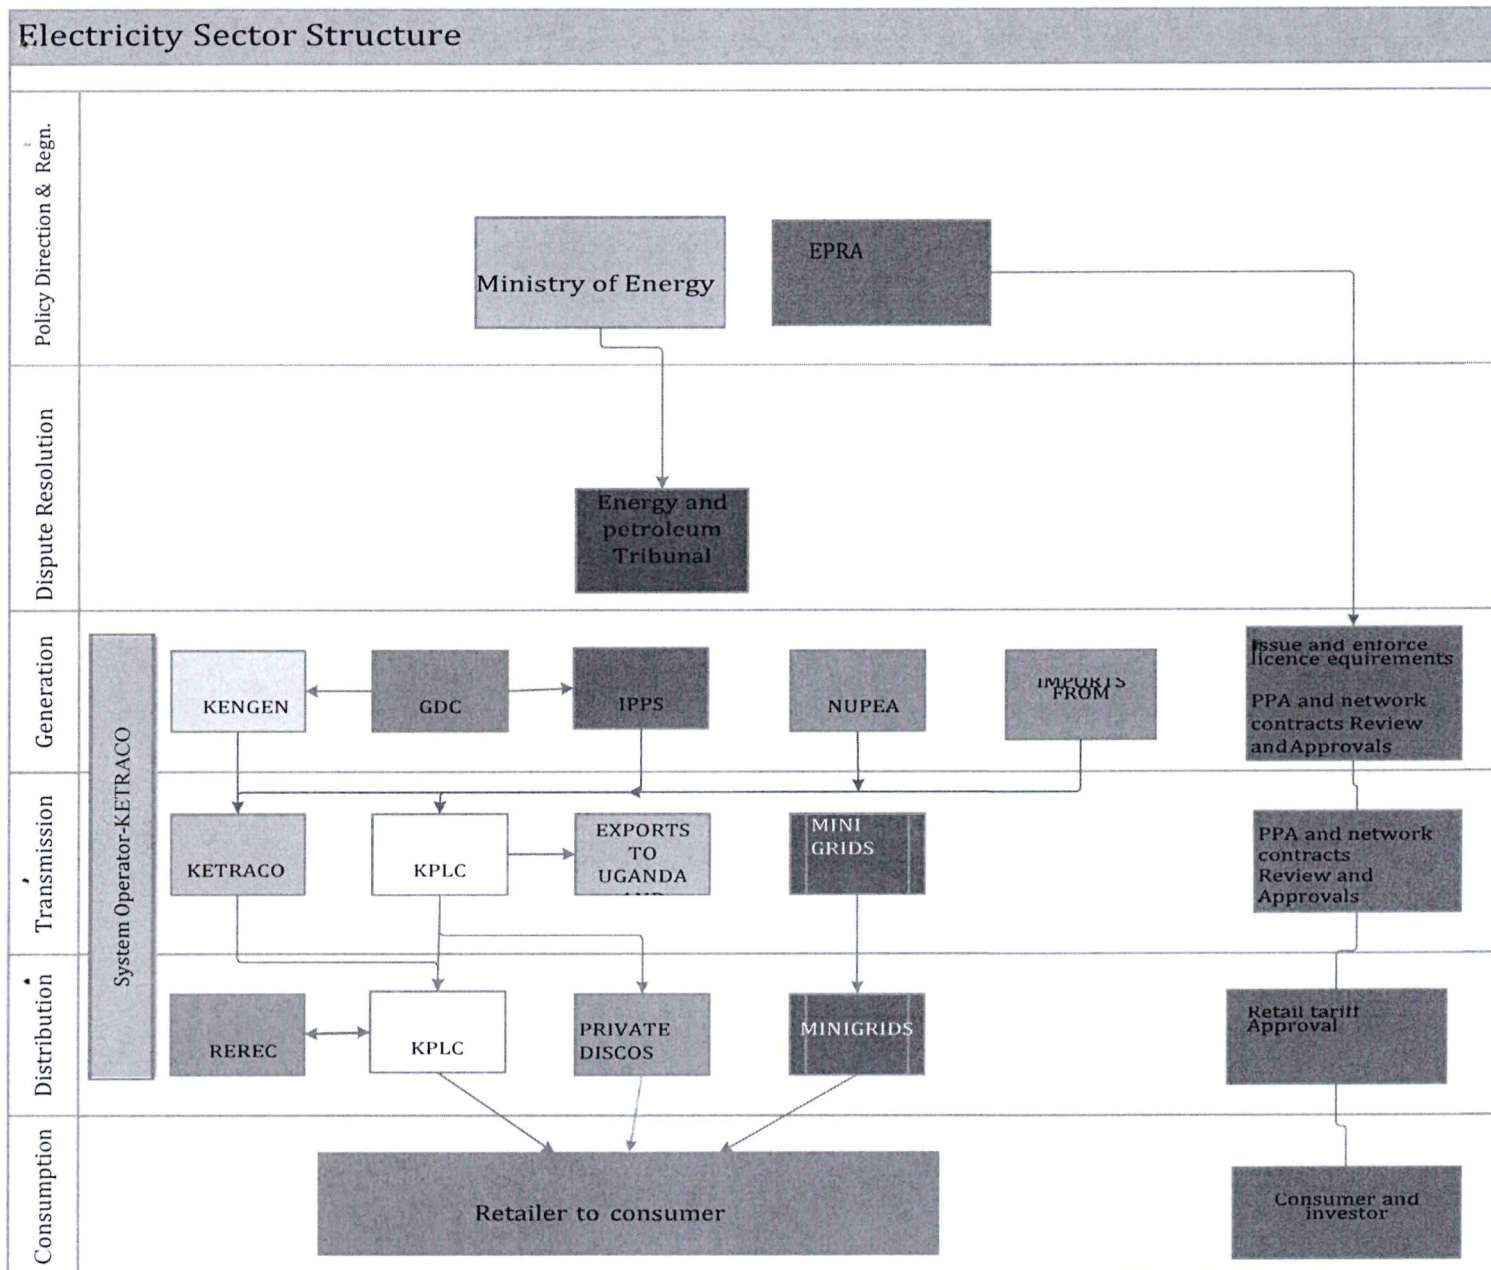 Electricity Sector Structure
Policy Direction & Regn.
Ministry of Energy
EPRA
Dispute Resolution
Energy and
petroleum
Tribunal
Generation
System Operator-KETRACO
KENGEN
GDC
IPPS
NUPEA
IMPORTS
FROM
Issue and enforce
licence equirements
PPA and network
contracts Review
and Approvals
Transmission
KETRACO
KPLC
EXPORTS
TO
UGANDA
MINI
GRIDS
PPA and network
contracts
Review and
Approvals
Distribution
REREC
KPLC
PRIVATE
DISCOS
MINIGRIDS
Retail tariff
Approval
Consumption
Retailer to consumer
Consumer and
investor